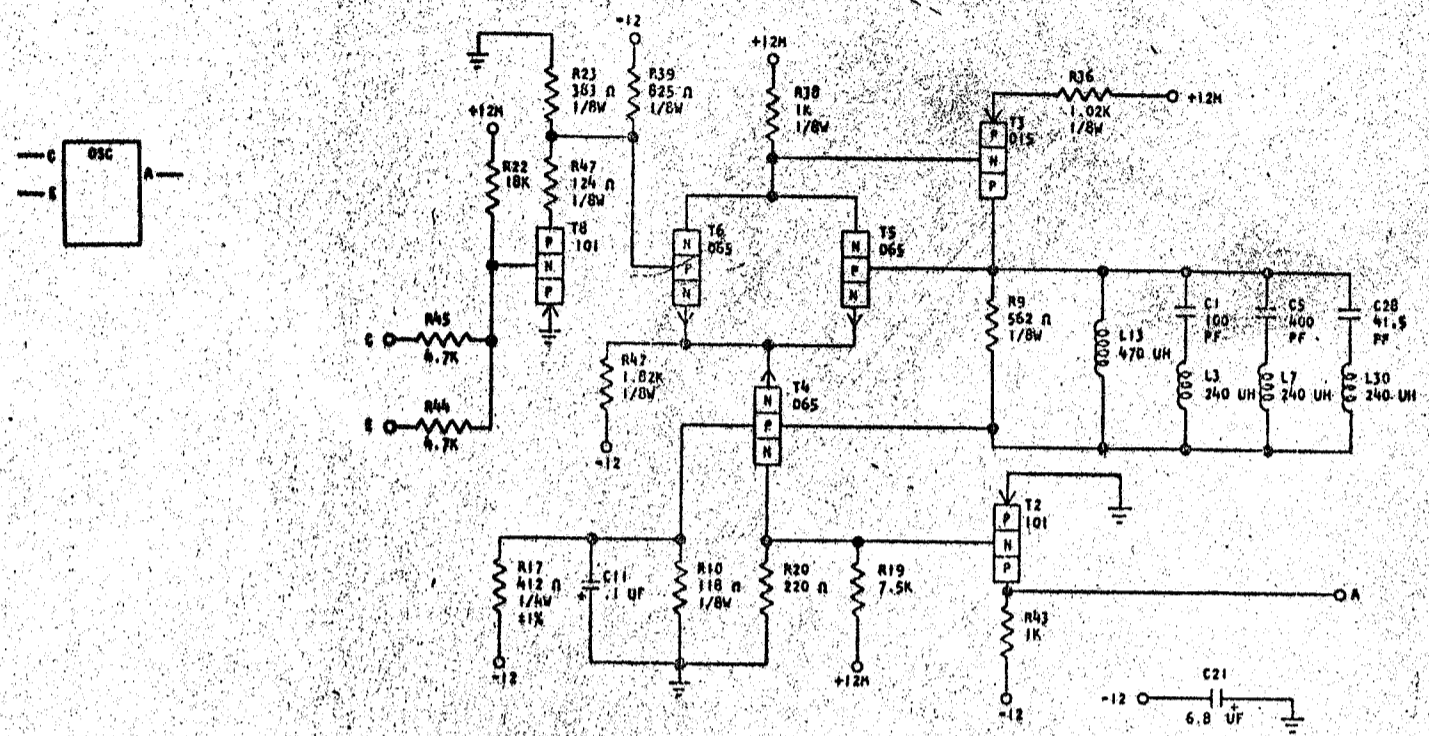 OSC
C
E
A
+12M
R22
18K
R23
383 Ω
1/8W
-12
R39
825 Ω
1/8W
R47
124 Ω
1/8W
T8
101
P
N
P
C
R45
4.7K
E
R44
4.7K
+12M
R38
1K
1/8W
T6
065
N
P
N
T5
065
N
P
N
T3
015
P
N
P
R36
1.02K
1/8W
+12M
R42
1.82K
1/8W
-12
T4
065
N
P
N
R9
562 Ω
1/8W
L13
470 UH
C1
100
PF
L3
240 UH
C5
400
PF
L7
240 UH
C28
41.5
PF
L30
240 UH
R17
412 Ω
1/4W
±1%
-12
C11
.1 UF
+
R10
118 Ω
1/8W
R20
220 Ω
R19
7.5K
+12M
T2
101
P
N
P
R43
1K
-12
A
C21
-12
+
6.8 UF